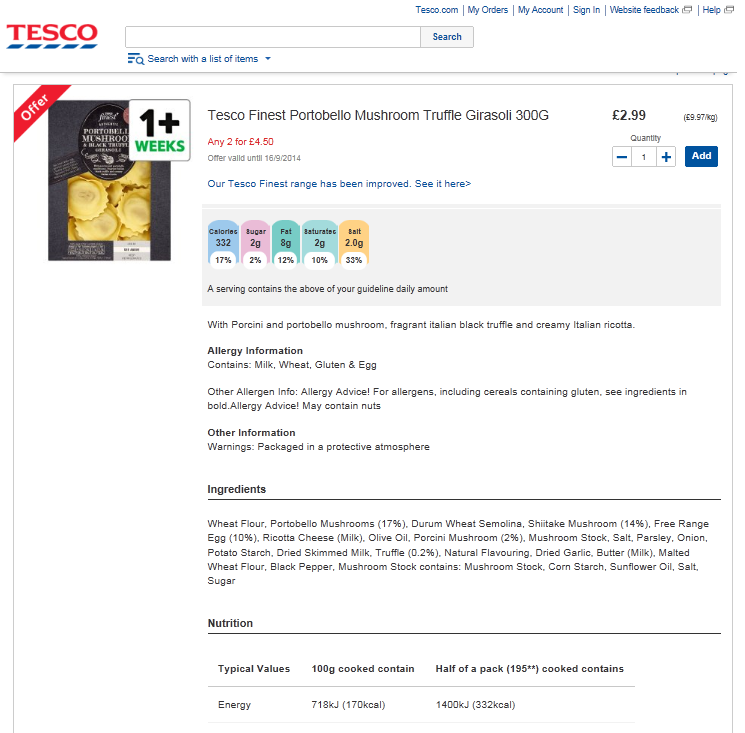 Tesco.com | My Orders | My Account | Sign In | Website feedback | Help
TESCO
Search
Search with a list of items
Offer
finest
PORTOBELLO
MUSHROOM
& BLACK TRUFFLE
GIRASOLI
1+
WEEKS
Tesco Finest Portobello Mushroom Truffle Girasoli 300G
£2.99 (£9.97/kg)
Any 2 for £4.50
Offer valid until 16/9/2014
Quantity
1
Add
Our Tesco Finest range has been improved. See it here>
Calories Sugar Fat Saturates Salt
332 2g 8g 2g 2.0g
17% 2% 12% 10% 33%
A serving contains the above of your guideline daily amount
With Porcini and portobello mushroom, fragrant italian black truffle and creamy Italian ricotta.
Allergy Information
Contains: Milk, Wheat, Gluten & Egg
Other Allergen Info: Allergy Advice! For allergens, including cereals containing gluten, see ingredients in
bold.Allergy Advice! May contain nuts
Other Information
Warnings: Packaged in a protective atmosphere
Ingredients
Wheat Flour, Portobello Mushrooms (17%), Durum Wheat Semolina, Shiitake Mushroom (14%), Free Range
Egg (10%), Ricotta Cheese (Milk), Olive Oil, Porcini Mushroom (2%), Mushroom Stock, Salt, Parsley, Onion,
Potato Starch, Dried Skimmed Milk, Truffle (0.2%), Natural Flavouring, Dried Garlic, Butter (Milk), Malted
Wheat Flour, Black Pepper, Mushroom Stock contains: Mushroom Stock, Corn Starch, Sunflower Oil, Salt,
Sugar
Nutrition
Typical Values 100g cooked contain Half of a pack (195**) cooked contains
Energy 718kJ (170kcal) 1400kJ (332kcal)